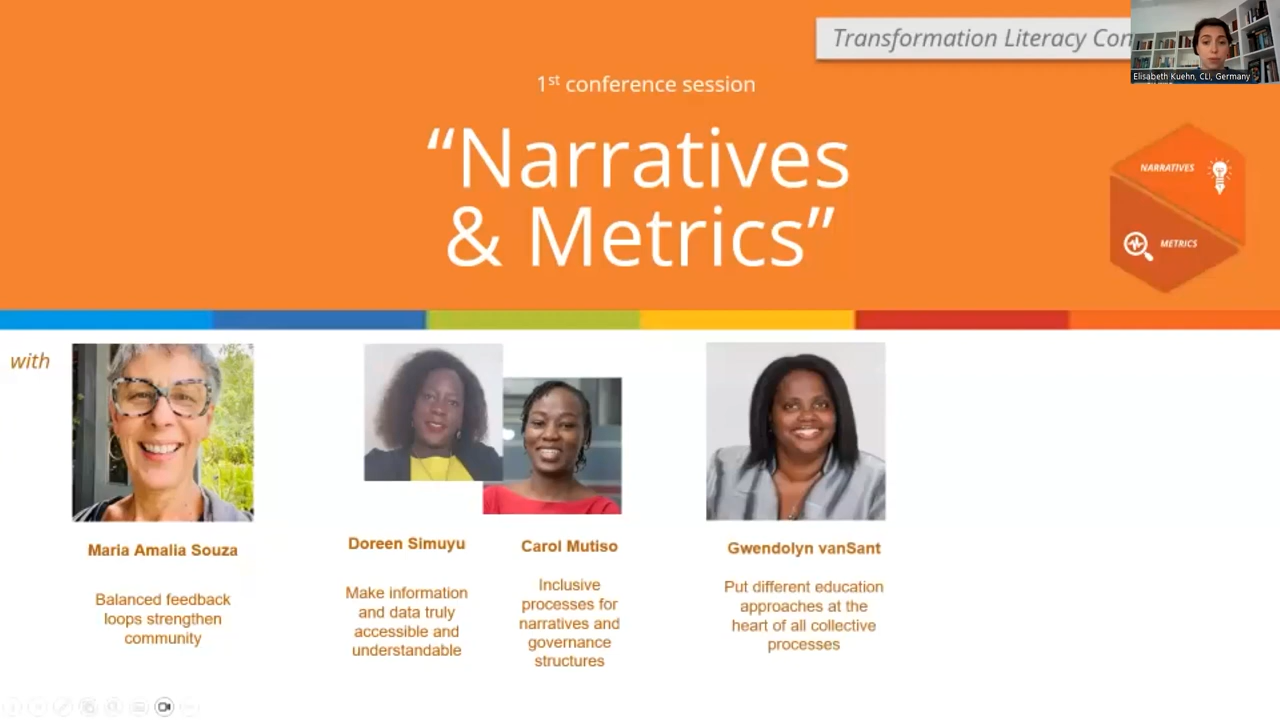 Transformation Literacy Con
Elisabeth Kuehn, CLI, Germany
1st conference session
“Narratives
& Metrics”
NARRATIVES
METRICS
with
Maria Amalia Souza
Balanced feedback
loops strengthen
community
Doreen Simuyu
Make information
and data truly
accessible and
understandable
Carol Mutiso
Inclusive
processes for
narratives and
governance
structures
Gwendolyn vanSant
Put different education
approaches at the
heart of all collective
processes